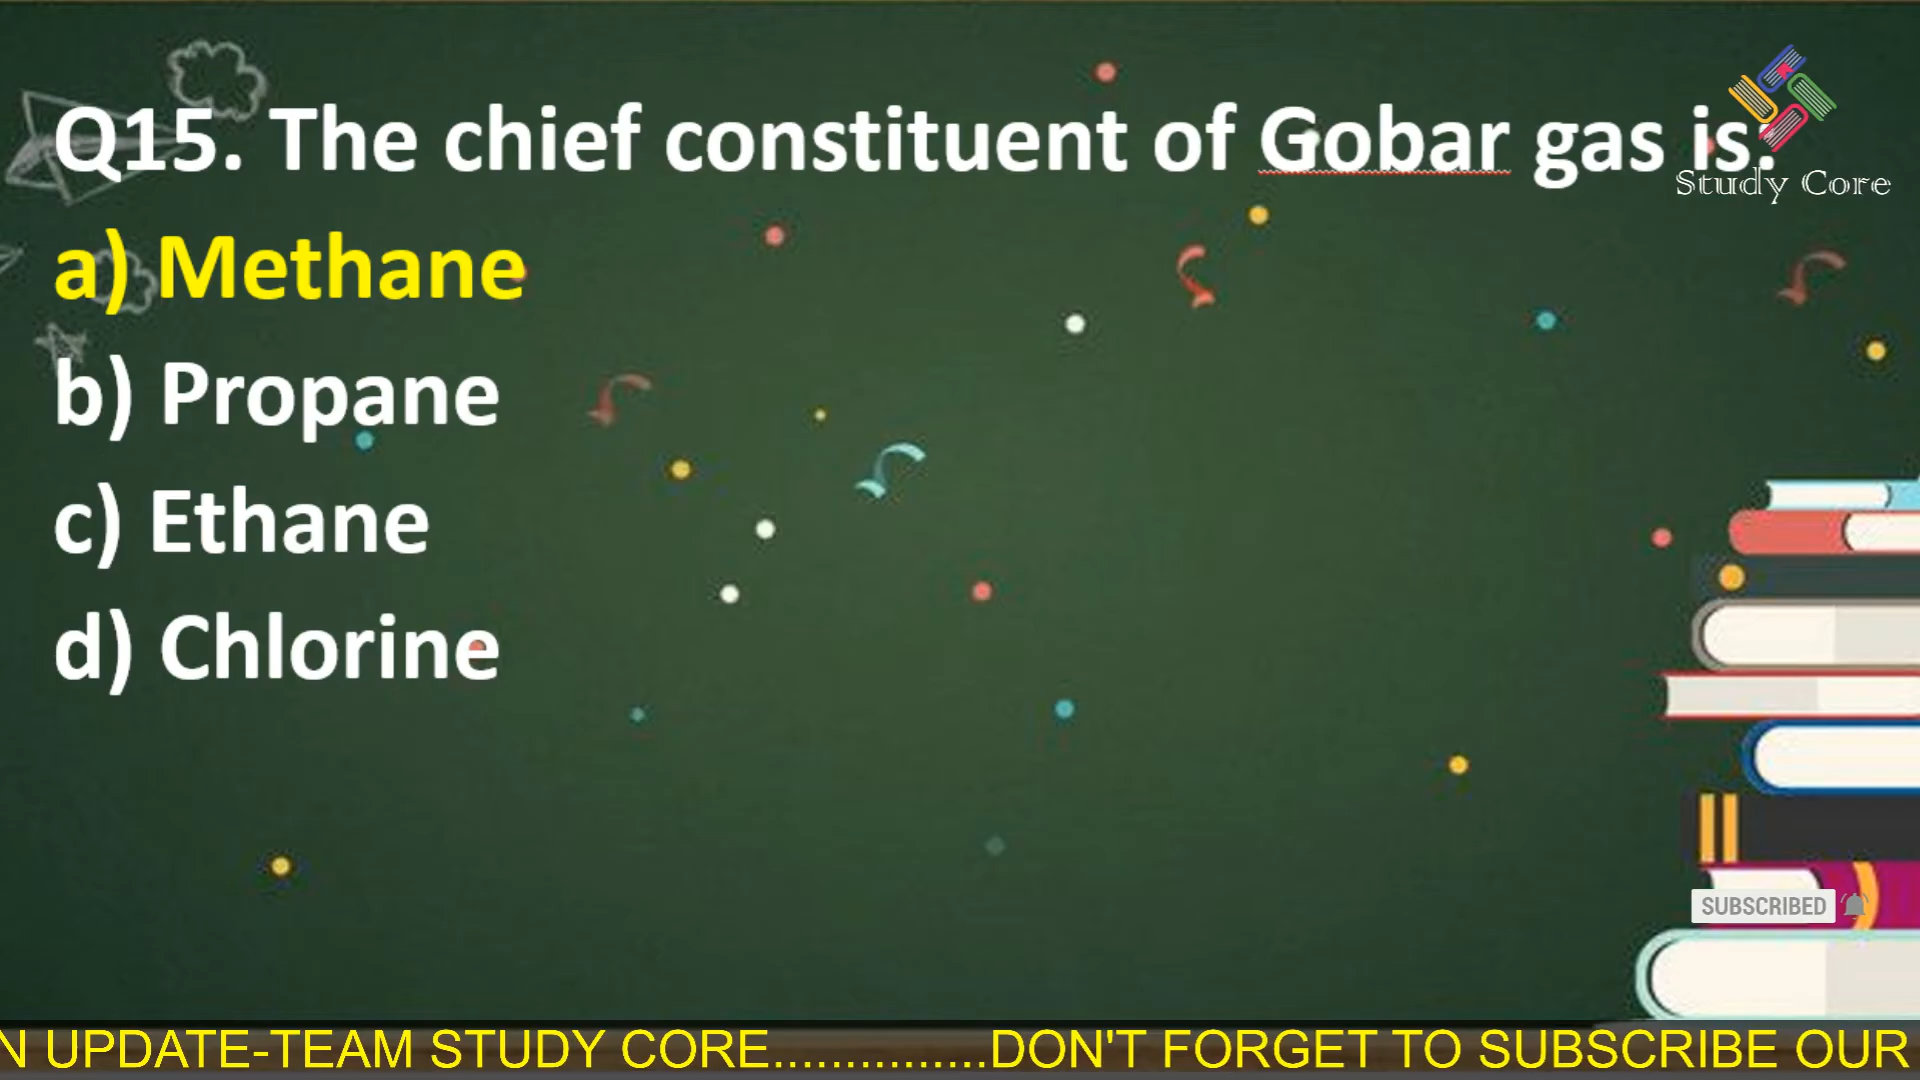 Q15. The chief constituent of Gobar gas is:
Study Core
a) Methane
b) Propane
c) Ethane
d) Chlorine
SUBSCRIBED
N UPDATE-TEAM STUDY CORE...............DON'T FORGET TO SUBSCRIBE OUR